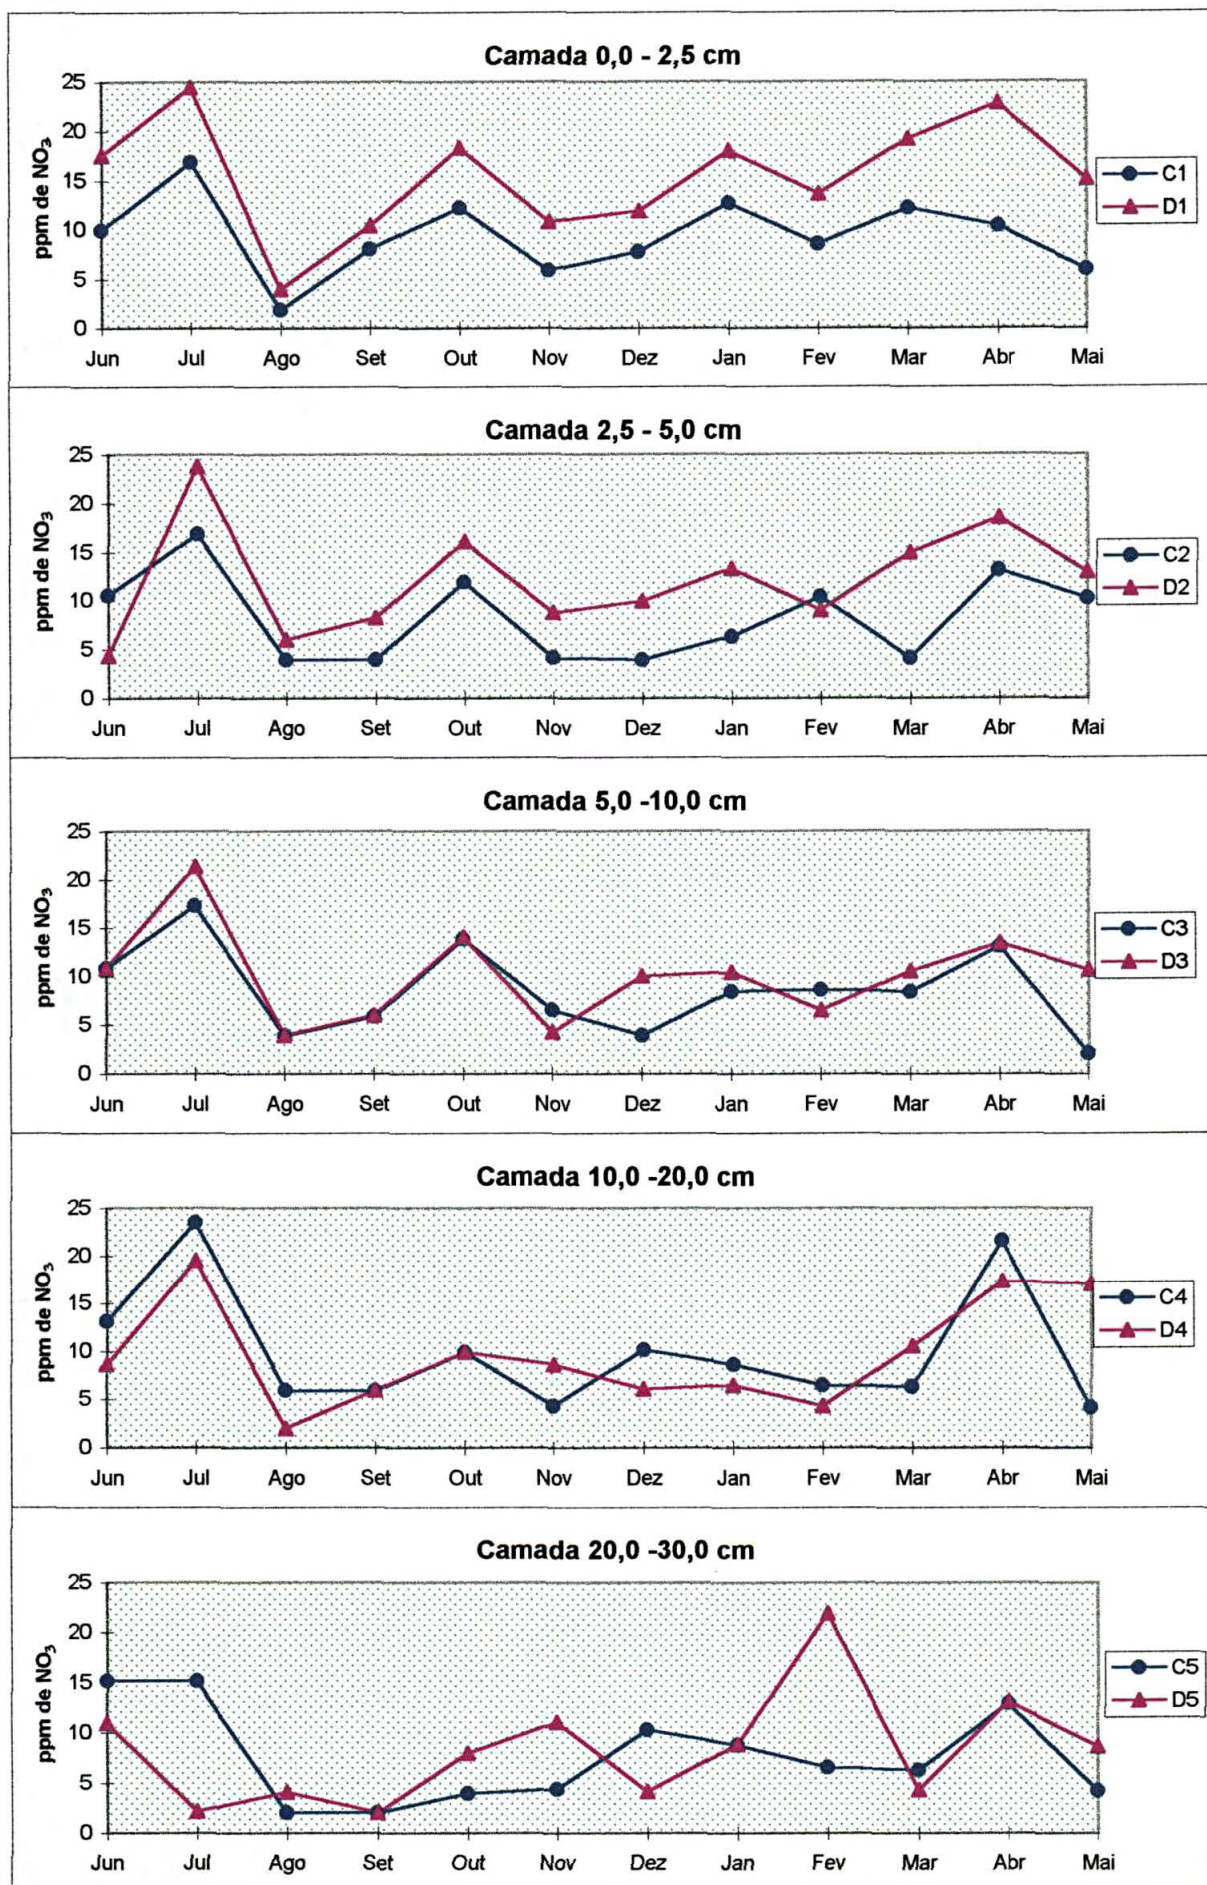 Camada 0,0 - 2,5 cm
ppm de NO₃
25
20
15
10
5
0
Jun Jul Ago Set Out Nov Dez Jan Fev Mar Abr Mai
C1
D1
Camada 2,5 - 5,0 cm
ppm de NO₃
25
20
15
10
5
0
Jun Jul Ago Set Out Nov Dez Jan Fev Mar Abr Mai
C2
D2
Camada 5,0 -10,0 cm
ppm de NO₃
25
20
15
10
5
0
Jun Jul Ago Set Out Nov Dez Jan Fev Mar Abr Mai
C3
D3
Camada 10,0 -20,0 cm
ppm de NO₃
25
20
15
10
5
0
Jun Jul Ago Set Out Nov Dez Jan Fev Mar Abr Mai
C4
D4
Camada 20,0 -30,0 cm
ppm de NO₃
25
20
15
10
5
0
Jun Jul Ago Set Out Nov Dez Jan Fev Mar Abr Mai
C5
D5